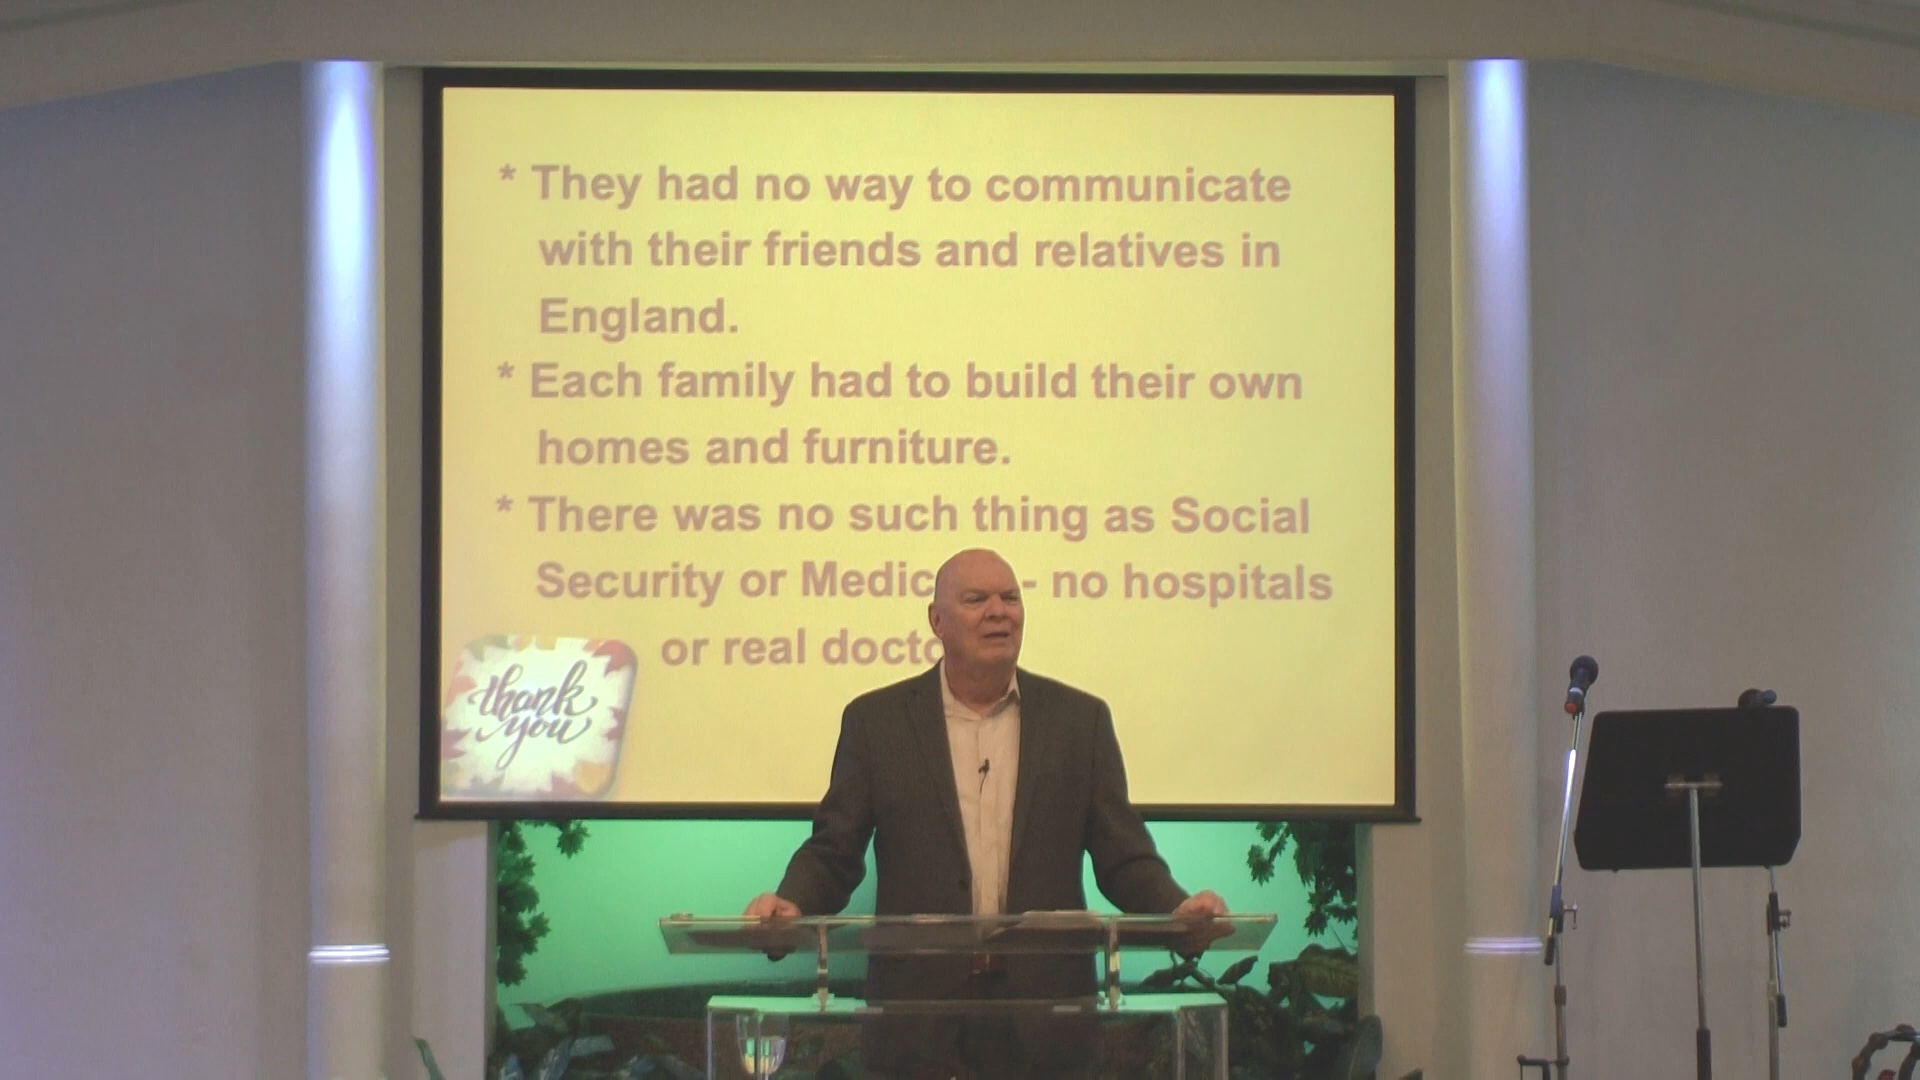 * They had no way to communicate
with their friends and relatives in
England.
* Each family had to build their own
homes and furniture.
* There was no such thing as Social
Security or Medic - no hospitals
or real docto
thank
you